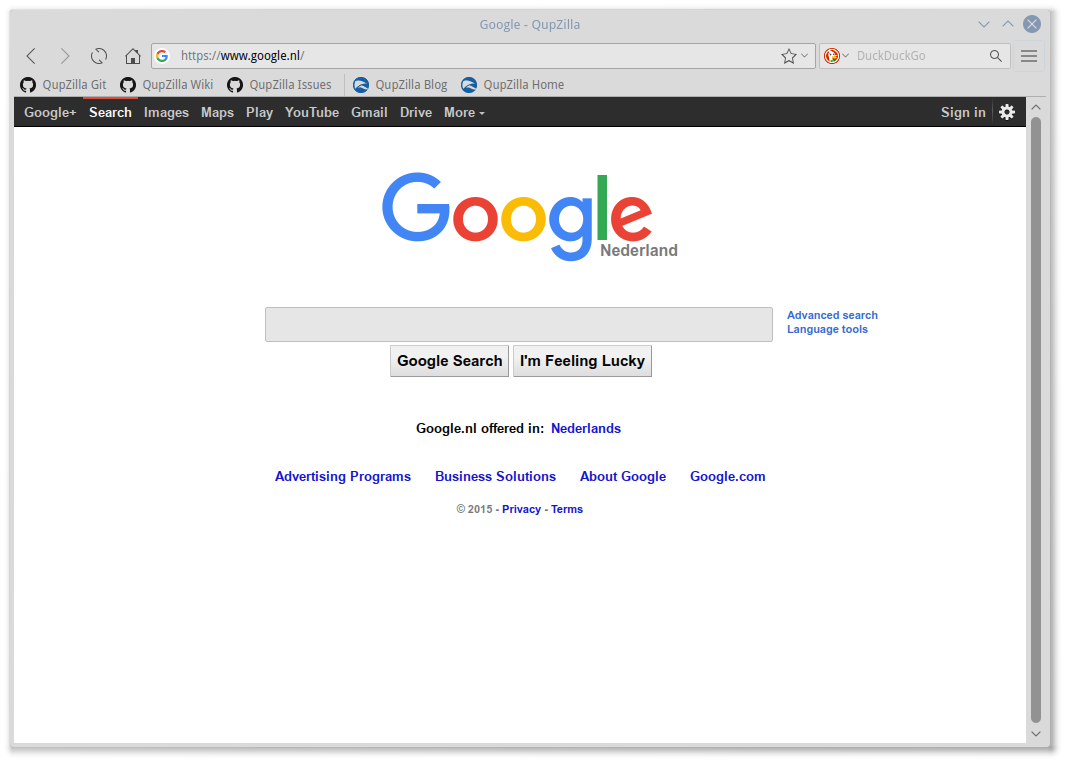 Google - QupZilla
https://www.google.nl/
DuckDuckGo
QupZilla Git QupZilla Wiki QupZilla Issues QupZilla Blog QupZilla Home
Google+ Search Images Maps Play YouTube Gmail Drive More Sign in
Google
Nederland
Advanced search
Language tools
Google Search I'm Feeling Lucky
Google.nl offered in: Nederlands
Advertising Programs Business Solutions About Google Google.com
© 2015 - Privacy - Terms